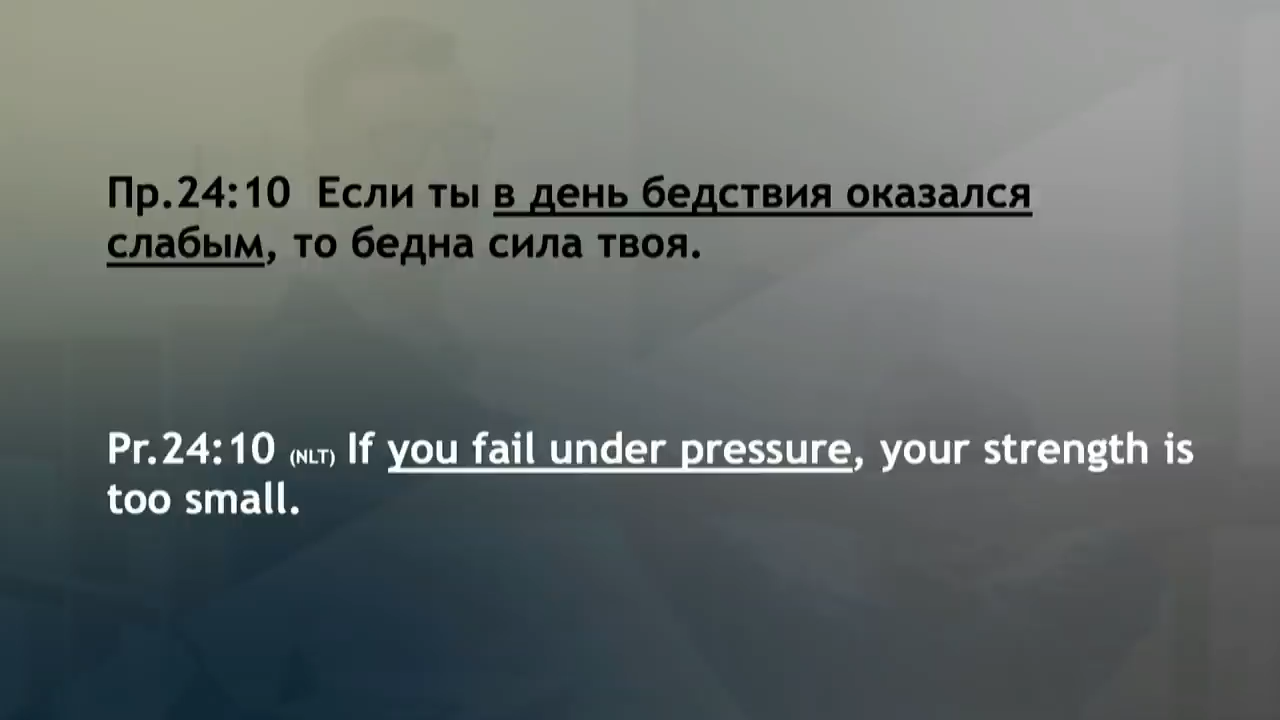 Пр.24:10 Если ты в день бедствия оказался
слабым, то бедна сила твоя.
Pr.24:10 (NLT) If you fail under pressure, your strength is
too small.